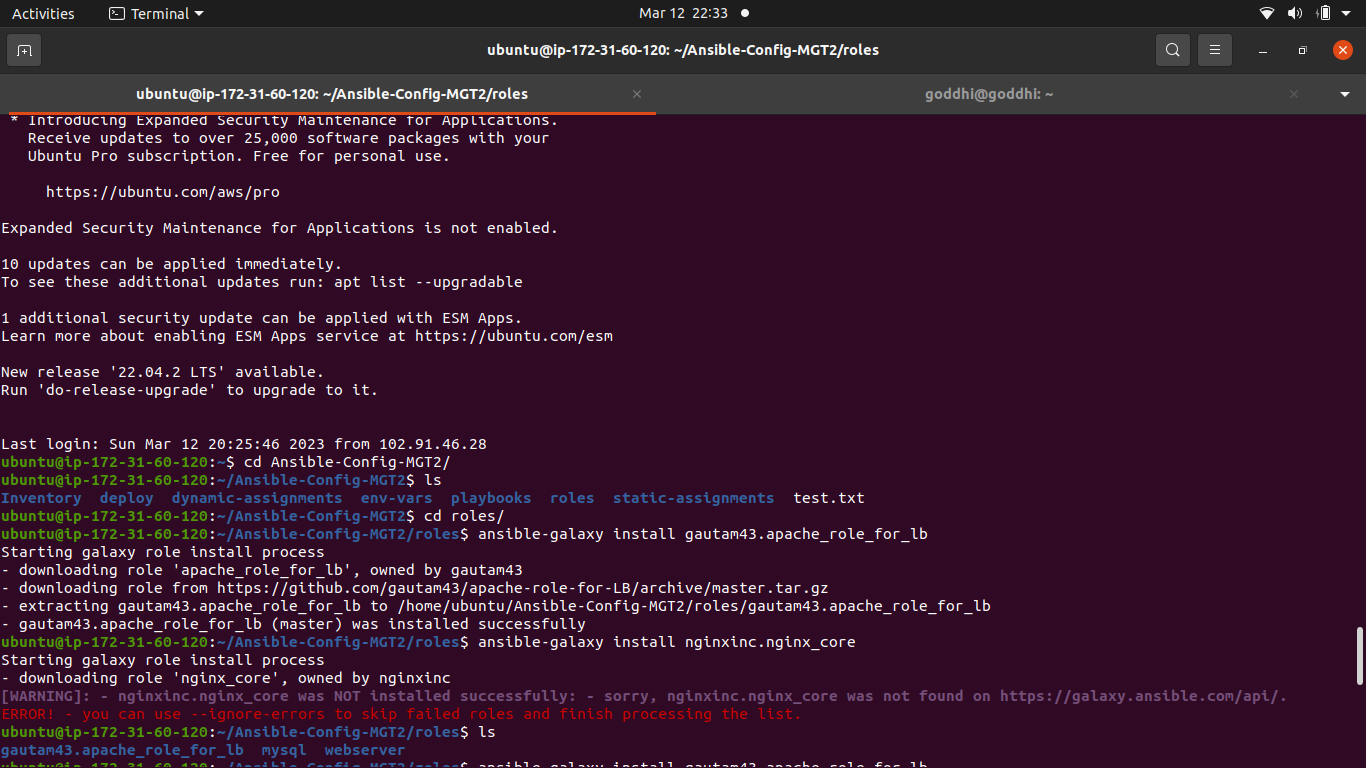 Activities Terminal Mar 12 22:33
ubuntu@ip-172-31-60-120: ~/Ansible-Config-MGT2/roles
ubuntu@ip-172-31-60-120: ~/Ansible-Config-MGT2/roles goddhi@goddhi: ~
* Introducing Expanded Security Maintenance for Applications.
Receive updates to over 25,000 software packages with your
Ubuntu Pro subscription. Free for personal use.
https://ubuntu.com/aws/pro
Expanded Security Maintenance for Applications is not enabled.
10 updates can be applied immediately.
To see these additional updates run: apt list --upgradable
1 additional security update can be applied with ESM Apps.
Learn more about enabling ESM Apps service at https://ubuntu.com/esm
New release '22.04.2 LTS' available.
Run 'do-release-upgrade' to upgrade to it.
Last login: Sun Mar 12 20:25:46 2023 from 102.91.46.28
ubuntu@ip-172-31-60-120:~$ cd Ansible-Config-MGT2/
ubuntu@ip-172-31-60-120:~/Ansible-Config-MGT2$ ls
Inventory deploy dynamic-assignments env-vars playbooks roles static-assignments test.txt
ubuntu@ip-172-31-60-120:~/Ansible-Config-MGT2$ cd roles/
ubuntu@ip-172-31-60-120:~/Ansible-Config-MGT2/roles$ ansible-galaxy install gautam43.apache_role_for_lb
Starting galaxy role install process
- downloading role 'apache_role_for_lb', owned by gautam43
- downloading role from https://github.com/gautam43/apache-role-for-LB/archive/master.tar.gz
- extracting gautam43.apache_role_for_lb to /home/ubuntu/Ansible-Config-MGT2/roles/gautam43.apache_role_for_lb
- gautam43.apache_role_for_lb (master) was installed successfully
ubuntu@ip-172-31-60-120:~/Ansible-Config-MGT2/roles$ ansible-galaxy install nginxinc.nginx_core
Starting galaxy role install process
- downloading role 'nginx_core', owned by nginxinc
[WARNING]: - nginxinc.nginx_core was NOT installed successfully: - sorry, nginxinc.nginx_core was not found on https://galaxy.ansible.com/api/.
ERROR! - you can use --ignore-errors to skip failed roles and finish processing the list.
ubuntu@ip-172-31-60-120:~/Ansible-Config-MGT2/roles$ ls
gautam43.apache_role_for_lb mysql webserver
ubuntu@ip-172-31-60-120:~/Ansible-Config-MGT2/roles$ ansible-galaxy install gautam43.apache_role_for_lb